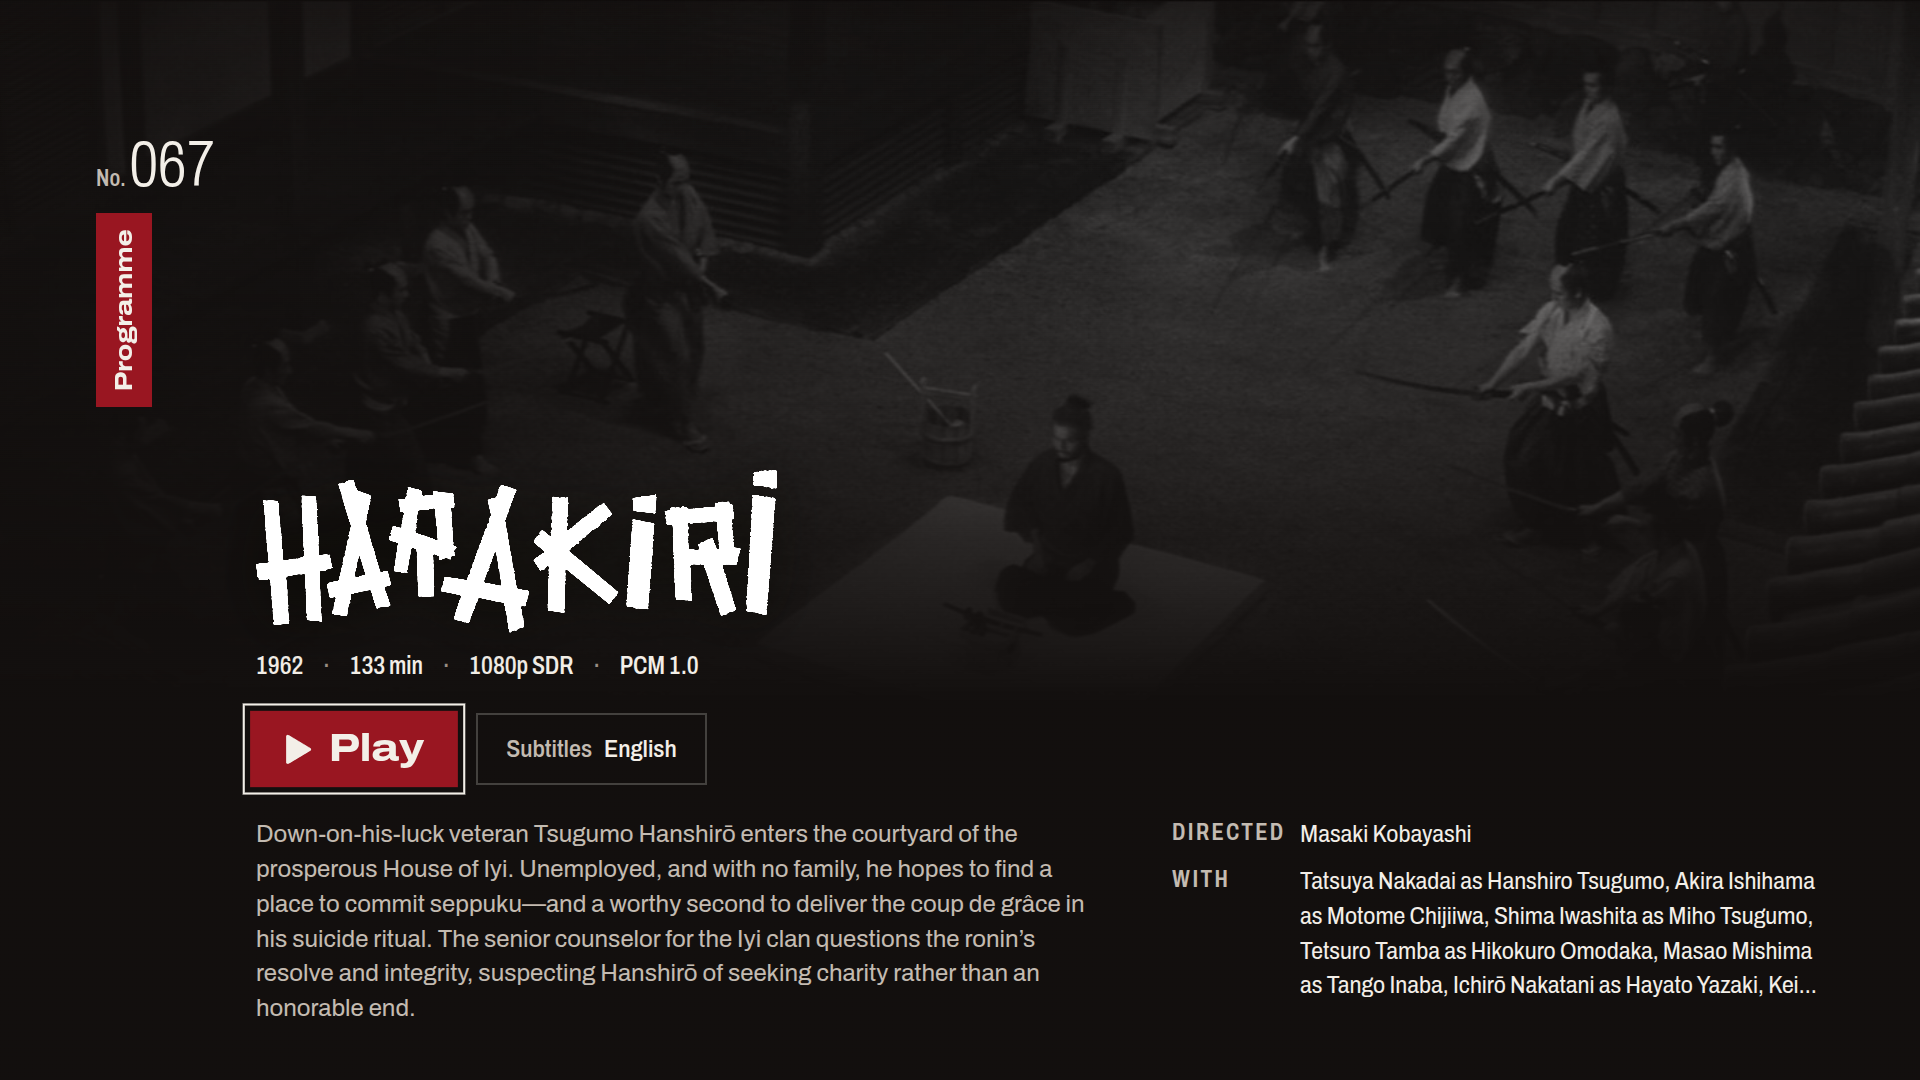 No. 067
Programme
HARAKIRI
1962 · 133 min · 1080p SDR · PCM 1.0
Play
Subtitles English
Down-on-his-luck veteran Tsugumo Hanshirō enters the courtyard of the
prosperous House of Iyi. Unemployed, and with no family, he hopes to find a
place to commit seppuku—and a worthy second to deliver the coup de grâce in
his suicide ritual. The senior counselor for the Iyi clan questions the ronin’s
resolve and integrity, suspecting Hanshirō of seeking charity rather than an
honorable end.
DIRECTED Masaki Kobayashi
WITH Tatsuya Nakadai as Hanshiro Tsugumo, Akira Ishihama
as Motome Chijiiwa, Shima Iwashita as Miho Tsugumo,
Tetsuro Tamba as Hikokuro Omodaka, Masao Mishima
as Tango Inaba, Ichirō Nakatani as Hayato Yazaki, Kei…